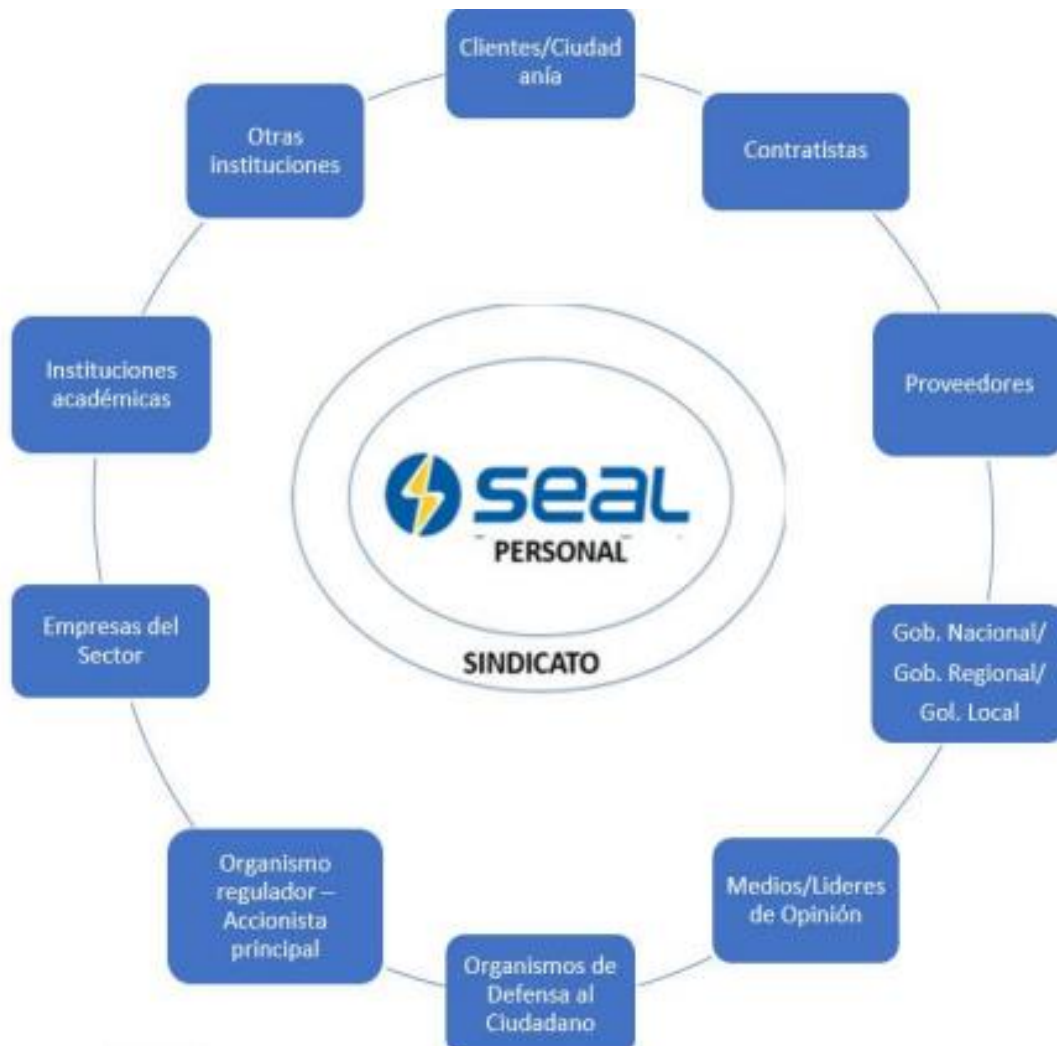 Clientes/Ciudad
anía
Contratistas
Proveedores
Gob. Nacional/
Gob. Regional/
Gol. Local
Medios/Lideres
de Opinión
Organismos de
Defensa al
Ciudadano
Organismo
regulador –
Accionista
principal
Empresas del
Sector
Instituciones
académicas
Otras
instituciones
seal
PERSONAL
SINDICATO